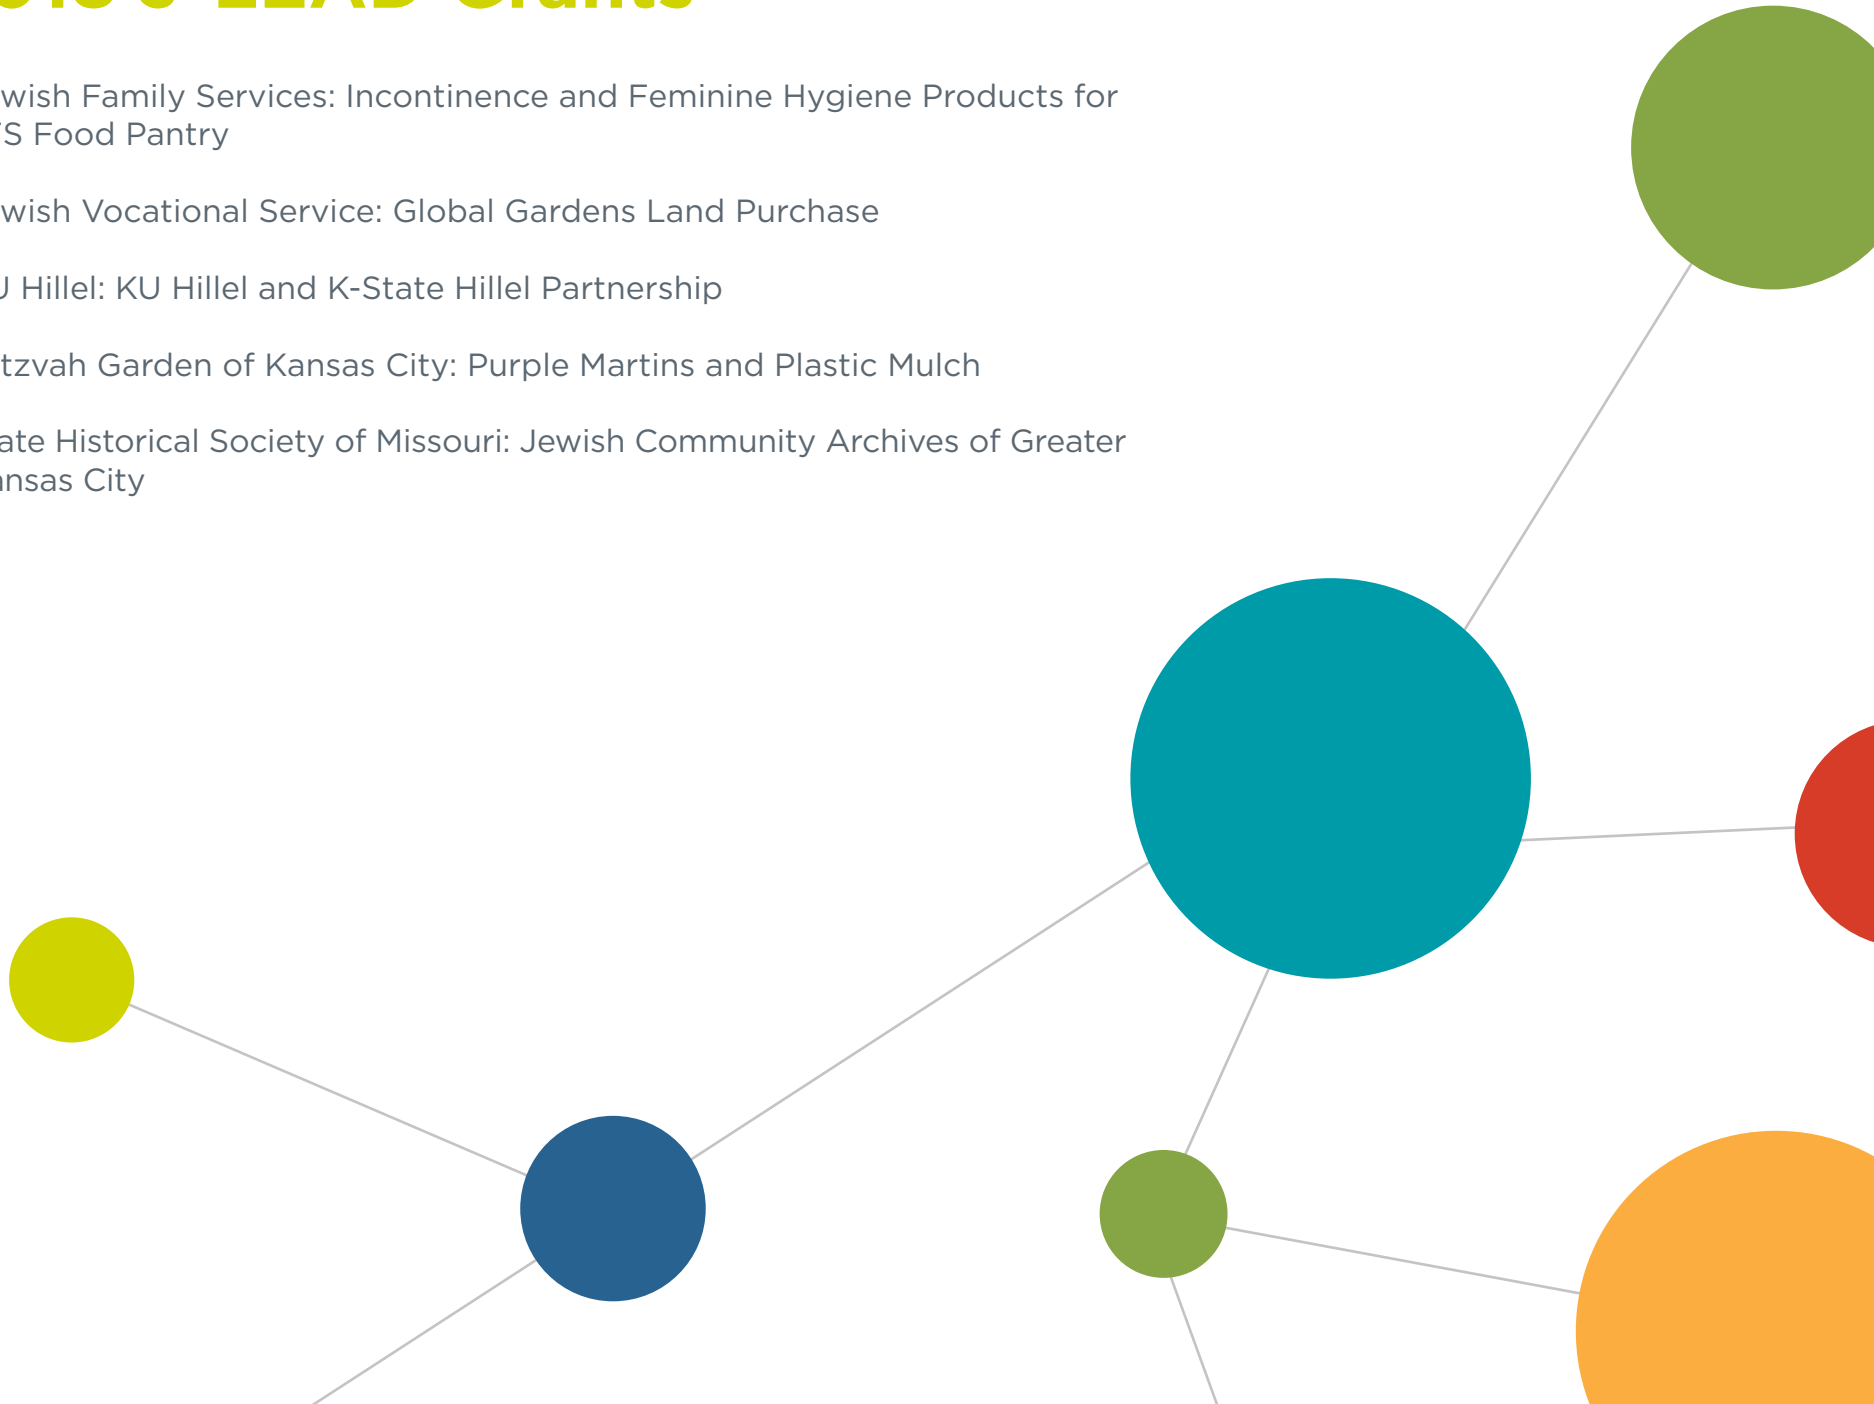 Grants
wish Family Services: Incontinence and Feminine Hygiene Products for
S Food Pantry
wish Vocational Service: Global Gardens Land Purchase
Hillel: KU Hillel and K-State Hillel Partnership
tzvah Garden of Kansas City: Purple Martins and Plastic Mulch
ate Historical Society of Missouri: Jewish Community Archives of Greater
nsas City